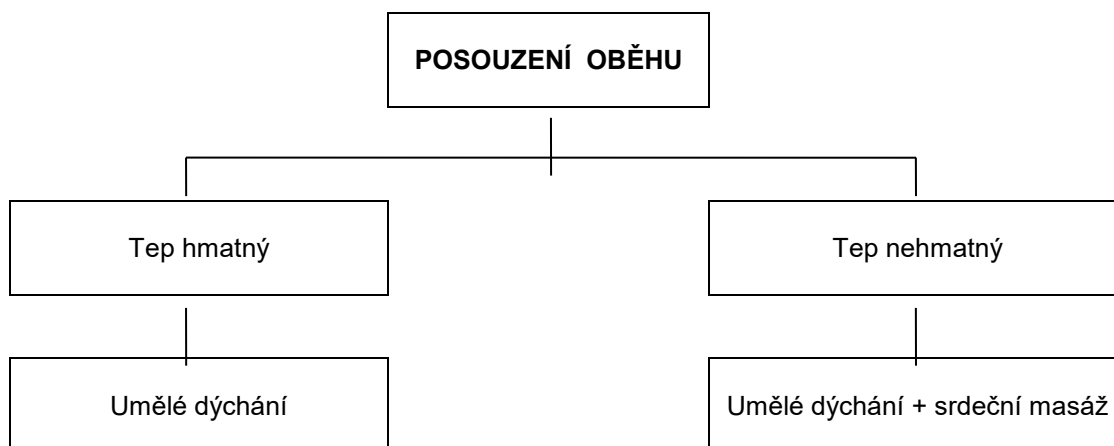 POSOUZENÍ OBĚHU
Tep hmatný
Tep nehmatný
Umělé dýchání
Umělé dýchání + srdeční masáž